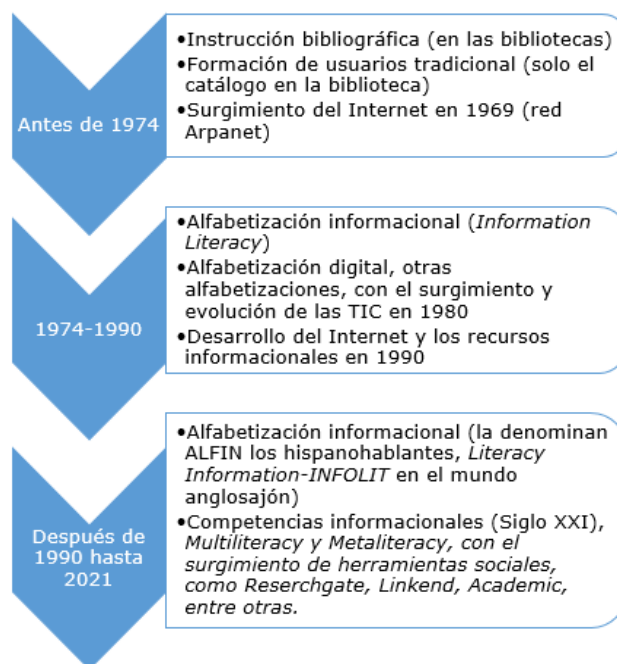 Antes de 1974
•Instrucción bibliográfica (en las bibliotecas)
•Formación de usuarios tradicional (solo el
catálogo en la biblioteca)
•Surgimiento del Internet en 1969 (red
Arpanet)
1974-1990
•Alfabetización informacional (Information
Literacy)
•Alfabetización digital, otras
alfabetizaciones, con el surgimiento y
evolución de las TIC en 1980
•Desarrollo del Internet y los recursos
informacionales en 1990
Después de
1990 hasta
2021
•Alfabetización informacional (la denominan
ALFIN los hispanohablantes, Literacy
Information-INFOLIT en el mundo
anglosajón)
•Competencias informacionales (Siglo XXI),
Multiliteracy y Metaliteracy, con el
surgimiento de herramientas sociales,
como Reserchgate, Linkend, Academic,
entre otras.